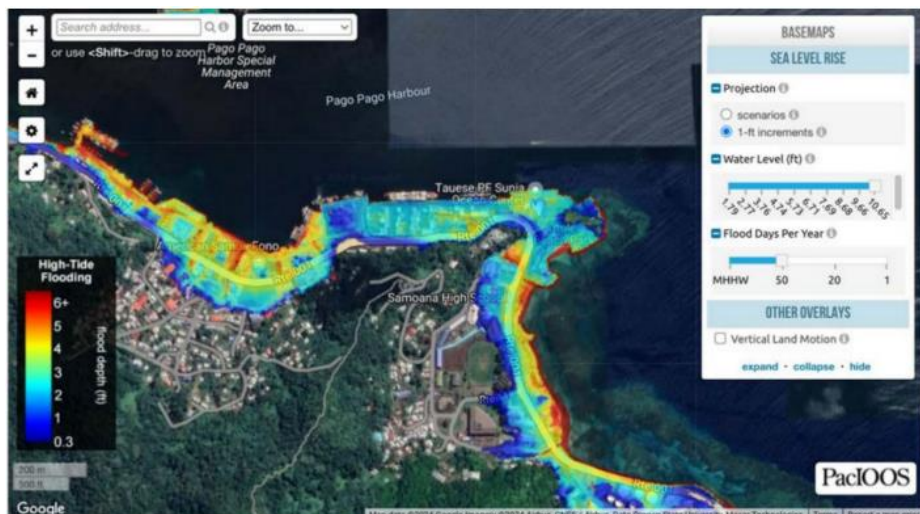 +
Search address...
Zoom to...
−
or use <Shift>-drag to zoom
Pago Pago
Harbor Special
Management
Area
Pago Pago Harbour
Tauese PF Sunia
Samoana High
High-Tide
Flooding
6+
5
4
3
2
1
0.3
flood depth (ft)
200 m
500 ft
Google
BASEMAPS
SEA LEVEL RISE
Projection
scenarios
1-ft increments
Water Level (ft)
1.79 2.77 3.76 4.74 5.73 6.71 7.69 8.68 9.66 10.65
Flood Days Per Year
MHHW 50 20 1
OTHER OVERLAYS
Vertical Land Motion
expand • collapse • hide
PacIOOS